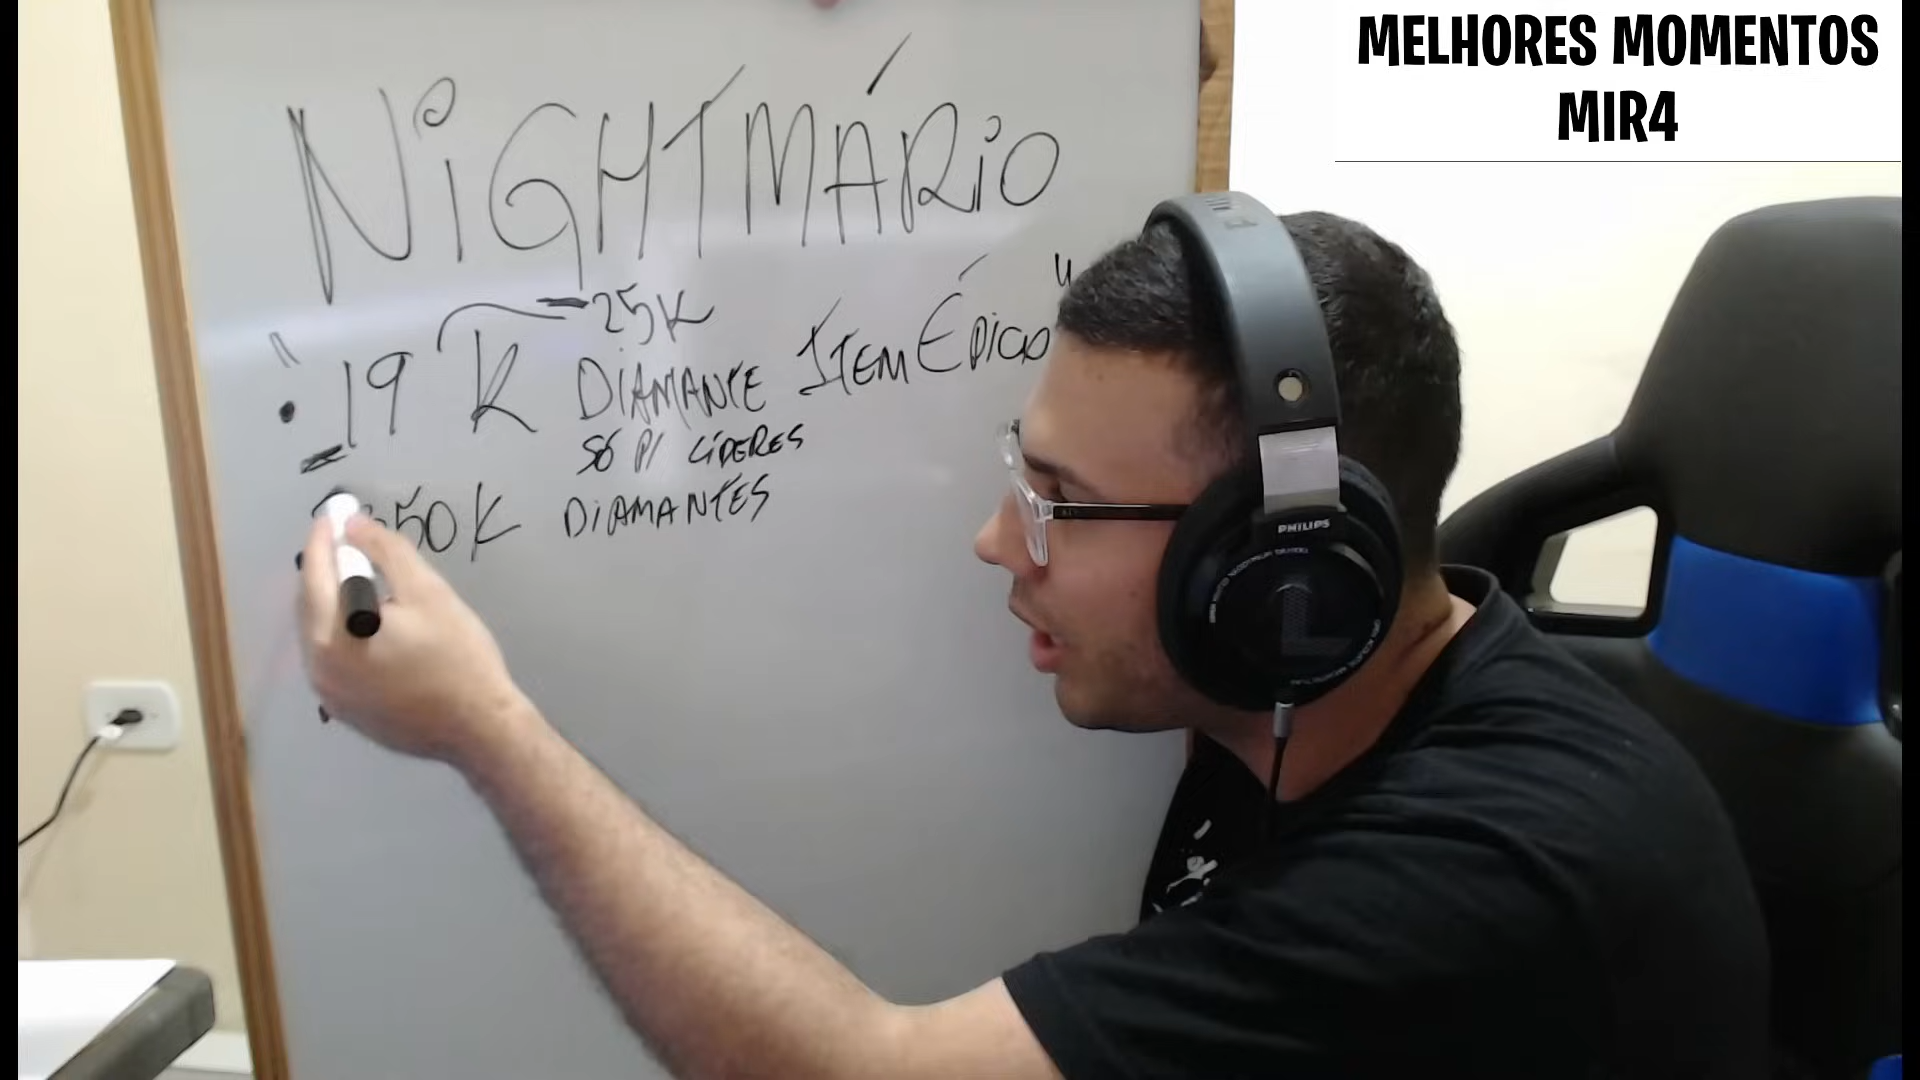 MELHORES MOMENTOS
MIR4
NiGHTMÁRiO
25K
19 K DiAMANTE ITEM ÉPICO
SÓ P/ LÍDERES
50K DiAMANTES
PHILIPS